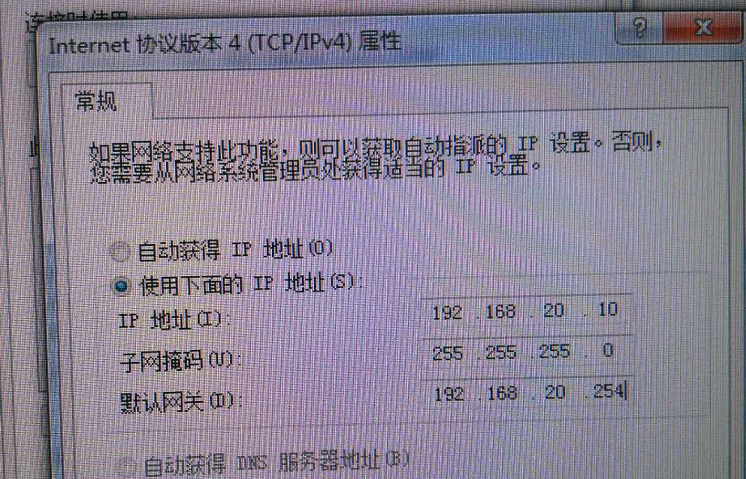 连接时使用:
Internet 协议版本 4 (TCP/IPv4) 属性
常规
如果网络支持此功能，则可以获取自动指派的 IP 设置。否则，
您需要从网络系统管理员处获得适当的 IP 设置。
自动获得 IP 地址(O)
使用下面的 IP 地址(S):
IP 地址(I): 192 .168 . 20 . 10
子网掩码(U): 255 .255 .255 . 0
默认网关(D): 192 .168 . 20 .254
自动获得 DNS 服务器地址(B)